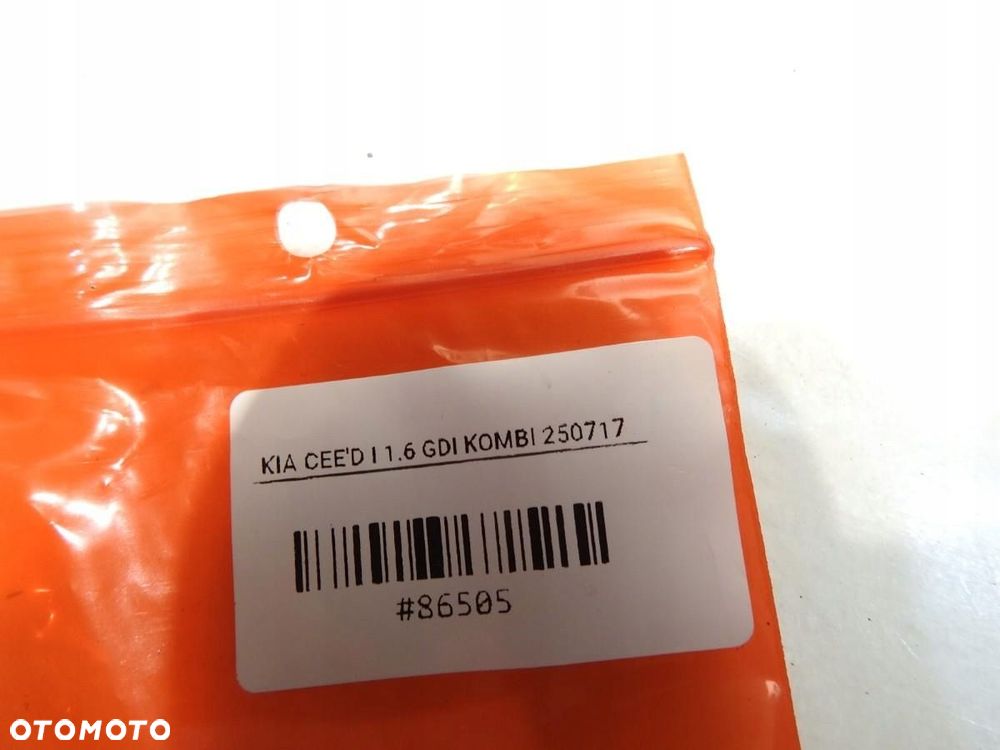 KIA CEE'D I 1.6 GDI KOMBI 250717
#86505
OTOMOTO